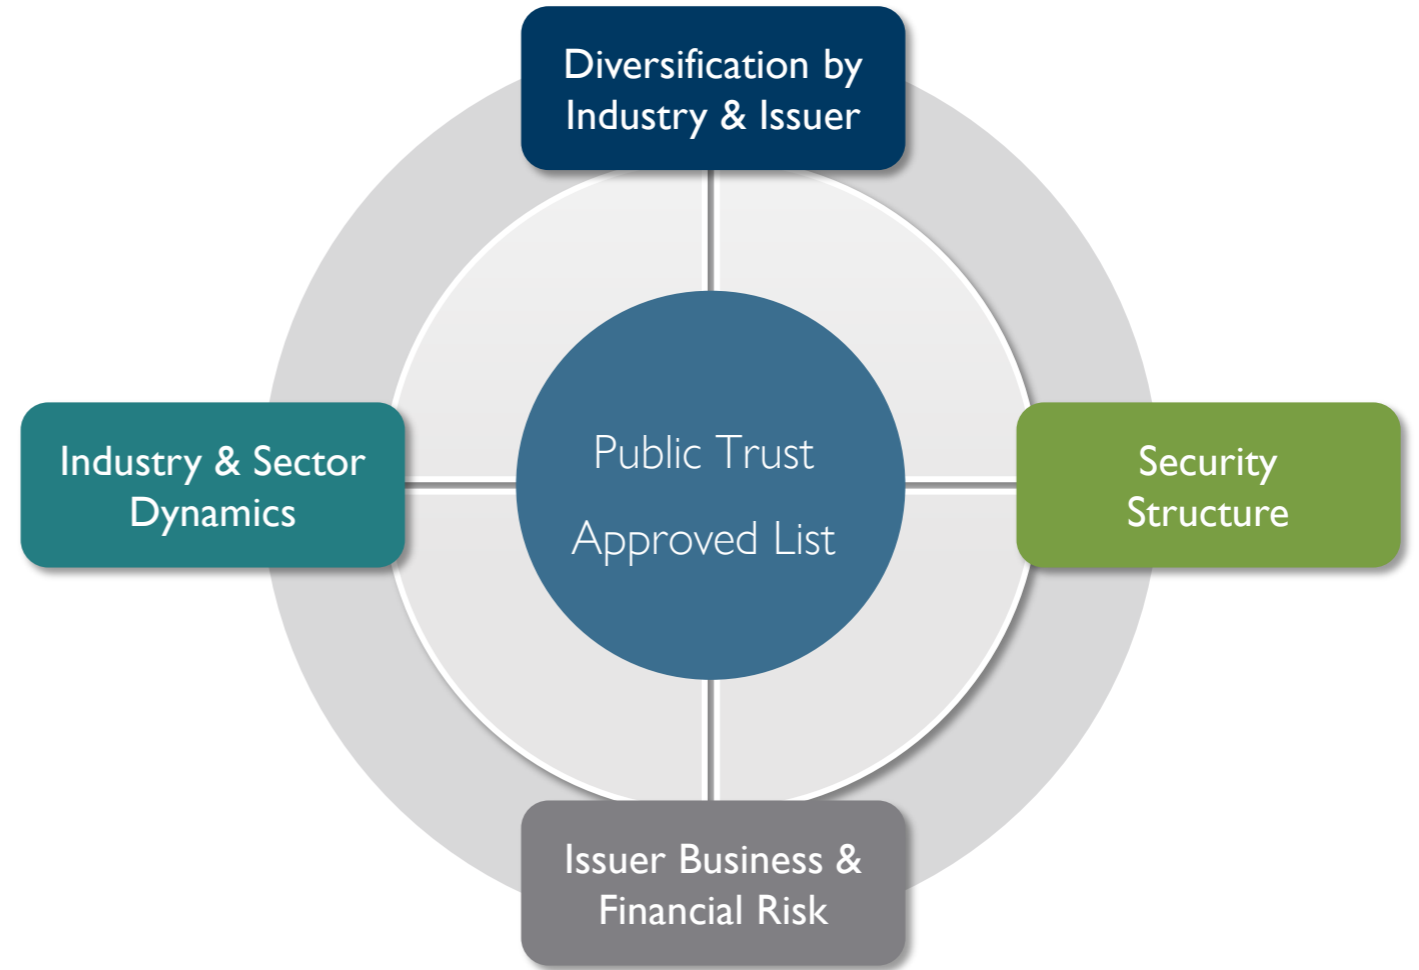 Diversification by
Industry & Issuer
Industry & Sector
Dynamics
Public Trust
Approved List
Security
Structure
Issuer Business &
Financial Risk